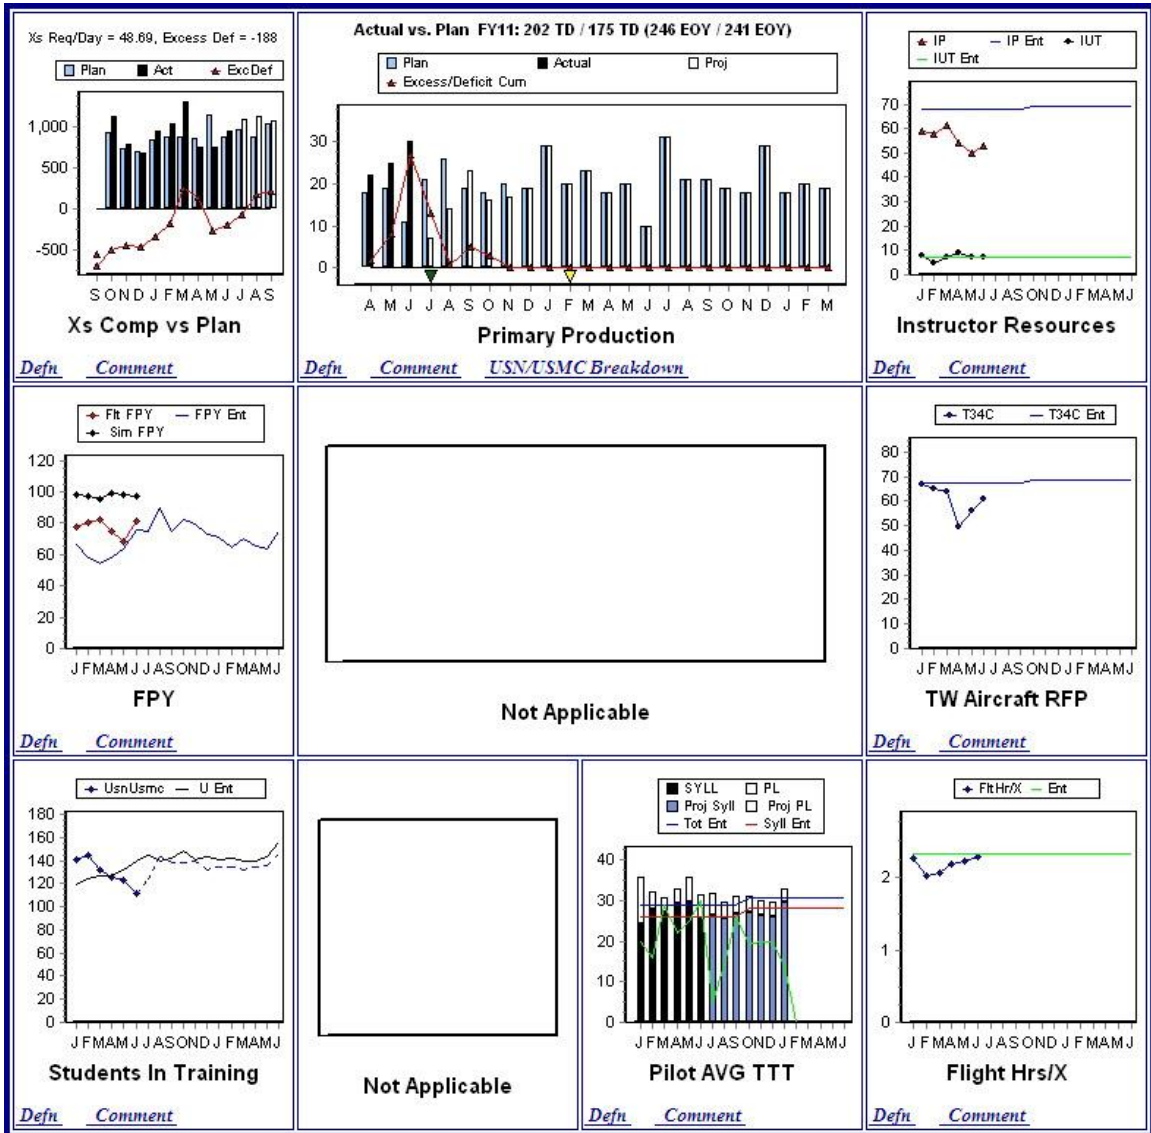 Xs Req/Day = 48.69, Excess Def = -188
Plan Act ExcDef
1,000
500
0
-500
S O N D J F M A M J J A S
Xs Comp vs Plan
Defn Comment
Actual vs. Plan FY11: 202 TD / 175 TD (246 EOY / 241 EOY)
Plan Actual Proj
Excess/Deficit Cum
30
20
10
0
A M J J A S O N D J F M A M J J A S O N D J F M
Primary Production
Defn Comment USN/USMC Breakdown
IP IP Ent IUT
IUT Ent
70
60
50
40
30
20
10
0
J F M A M J J A S O N D J F M A M J
Instructor Resources
Defn Comment
Flt FPY FPY Ent
Sim FPY
120
100
80
60
40
20
0
J F M A M J J A S O N D J F M A M J
FPY
Defn Comment
Not Applicable
T34C T34C Ent
80
70
60
50
40
30
20
10
0
J F M A M J J A S O N D J F M A M J
TW Aircraft RFP
Defn Comment
UsnUsmc U Ent
180
160
140
120
100
80
60
40
20
0
J F M A M J J A S O N D J F M A M J
Students In Training
Defn Comment
Not Applicable
SYLL PL
Proj Syll Proj PL
Tot Ent Syll Ent
40
30
20
10
0
J F M A M J J A S O N D J F M A M J
Pilot AVG TTT
Defn Comment
FltHr/X Ent
2
1
0
J F M A M J J A S O N D J F M A M J
Flight Hrs/X
Defn Comment